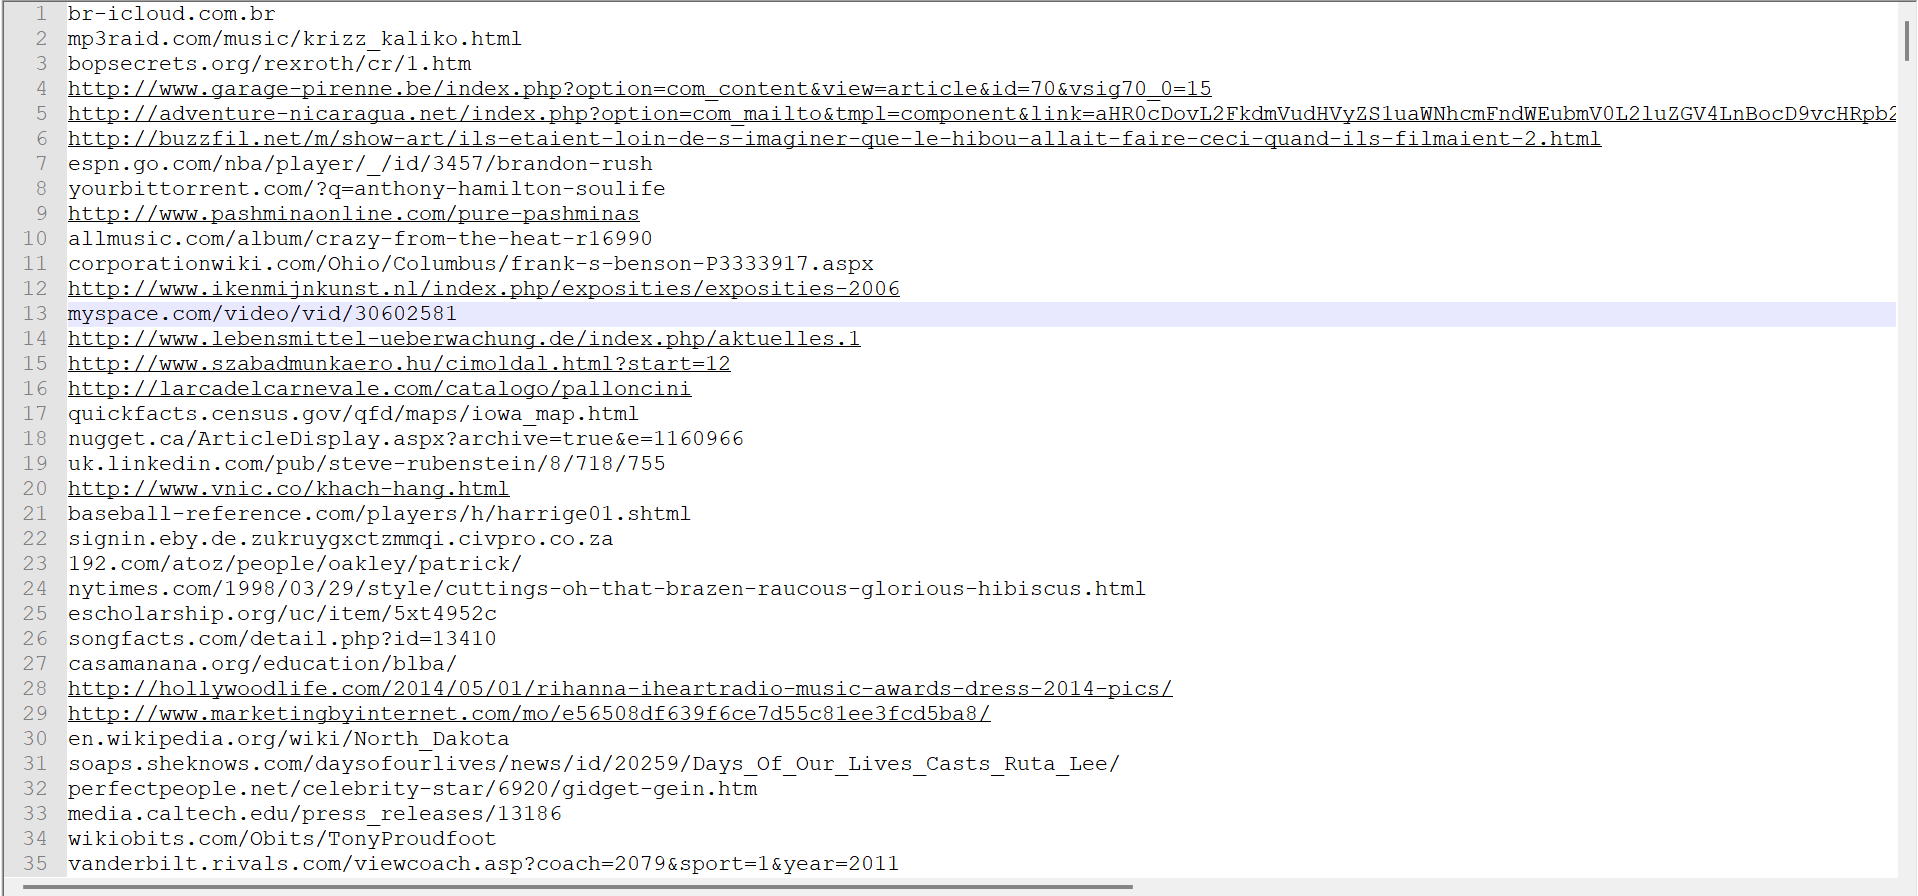 1 br-icloud.com.br
2 mp3raid.com/music/krizz_kaliko.html
3 bopsecrets.org/rexroth/cr/1.htm
4 http://www.garage-pirenne.be/index.php?option=com_content&view=article&id=70&vsig70_0=15
5 http://adventure-nicaragua.net/index.php?option=com_mailto&tmpl=component&link=aHR0cDovL2FkdmVudHVyZS1uaWNhcmFndWEubmV0L2luZGV4LnBocD9vcHRpb2
6 http://buzzfil.net/m/show-art/ils-etaient-loin-de-s-imaginer-que-le-hibou-allait-faire-ceci-quand-ils-filmaient-2.html
7 espn.go.com/nba/player/_/id/3457/brandon-rush
8 yourbittorrent.com/?q=anthony-hamilton-soulife
9 http://www.pashminaonline.com/pure-pashminas
10 allmusic.com/album/crazy-from-the-heat-r16990
11 corporationwiki.com/Ohio/Columbus/frank-s-benson-P3333917.aspx
12 http://www.ikenmijnkunst.nl/index.php/exposities/exposities-2006
13 myspace.com/video/vid/30602581
14 http://www.lebensmittel-ueberwachung.de/index.php/aktuelles.1
15 http://www.szabadmunkaero.hu/cimoldal.html?start=12
16 http://larcadelcarnevale.com/catalogo/palloncini
17 quickfacts.census.gov/qfd/maps/iowa_map.html
18 nugget.ca/ArticleDisplay.aspx?archive=true&e=1160966
19 uk.linkedin.com/pub/steve-rubenstein/8/718/755
20 http://www.vnic.co/khach-hang.html
21 baseball-reference.com/players/h/harrige01.shtml
22 signin.eby.de.zukruygxctzmmqi.civpro.co.za
23 192.com/atoz/people/oakley/patrick/
24 nytimes.com/1998/03/29/style/cuttings-oh-that-brazen-raucous-glorious-hibiscus.html
25 escholarship.org/uc/item/5xt4952c
26 songfacts.com/detail.php?id=13410
27 casamanana.org/education/blba/
28 http://hollywoodlife.com/2014/05/01/rihanna-iheartradio-music-awards-dress-2014-pics/
29 http://www.marketingbyinternet.com/mo/e56508df639f6ce7d55c81ee3fcd5ba8/
30 en.wikipedia.org/wiki/North_Dakota
31 soaps.sheknows.com/daysofourlives/news/id/20259/Days_Of_Our_Lives_Casts_Ruta_Lee/
32 perfectpeople.net/celebrity-star/6920/gidget-gein.htm
33 media.caltech.edu/press_releases/13186
34 wikiobits.com/Obits/TonyProudfoot
35 vanderbilt.rivals.com/viewcoach.asp?coach=2079&sport=1&year=2011